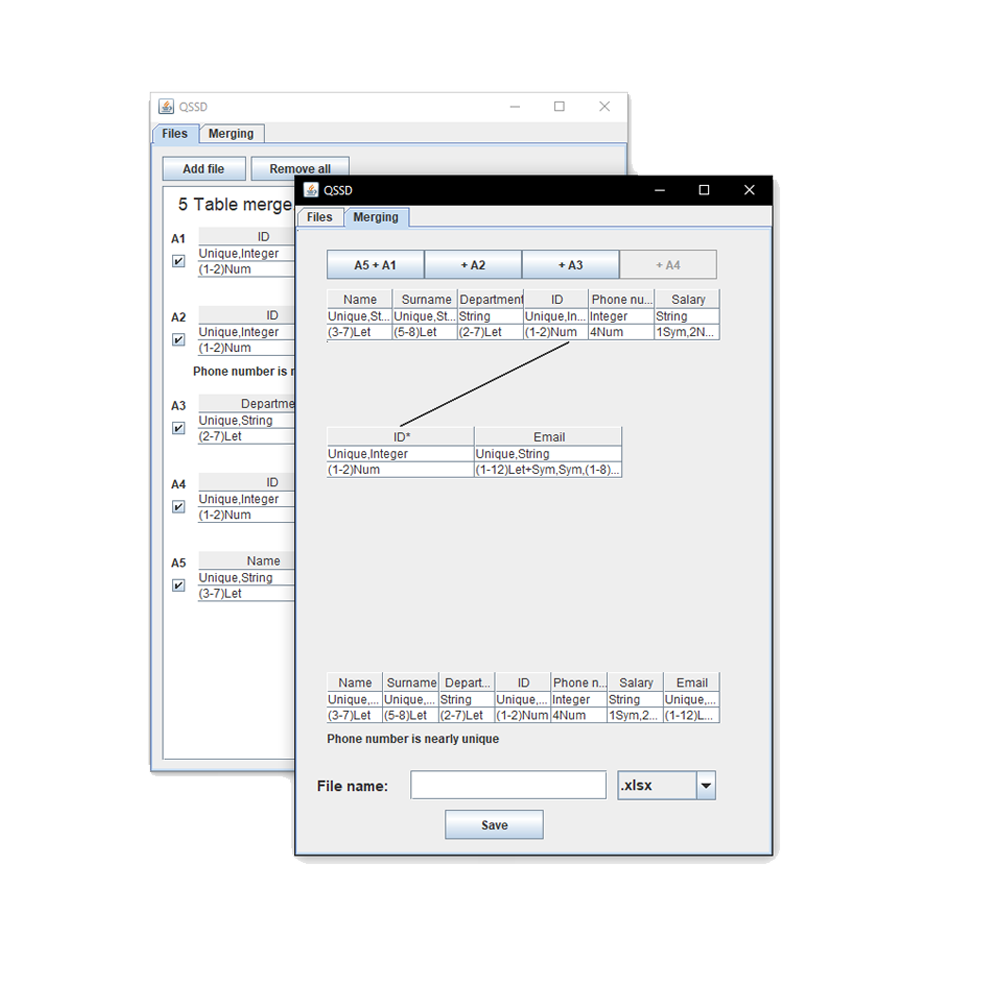 QSSD
Files Merging
Add file Remove all
5 Table merge
A1 ID
Unique,Integer
(1-2)Num
A2 ID
Unique,Integer
(1-2)Num
Phone number is
A3 Departme
Unique,String
(2-7)Let
A4 ID
Unique,Integer
(1-2)Num
A5 Name
Unique,String
(3-7)Let
QSSD
Files Merging
A5 + A1 + A2 + A3 + A4
Name Surname Department ID Phone nu... Salary
Unique,St... Unique,St... String Unique,In... Integer String
(3-7)Let (5-8)Let (2-7)Let (1-2)Num 4Num 1Sym,2N...
ID* Email
Unique,Integer Unique,String
(1-2)Num (1-12)Let+Sym,Sym,(1-8)...
Name Surname Depart... ID Phone n... Salary Email
Unique,... Unique,... String Unique,... Integer String Unique,...
(3-7)Let (5-8)Let (2-7)Let (1-2)Num 4Num 1Sym,2... (1-12)L...
Phone number is nearly unique
File name: .xlsx
Save